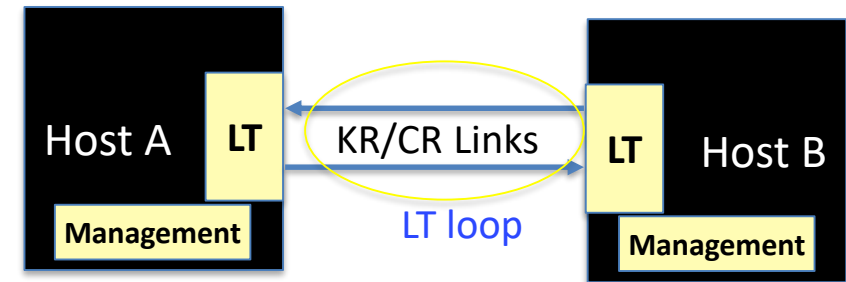 Host A
LT
Management
KR/CR Links
LT loop
LT
Host B
Management